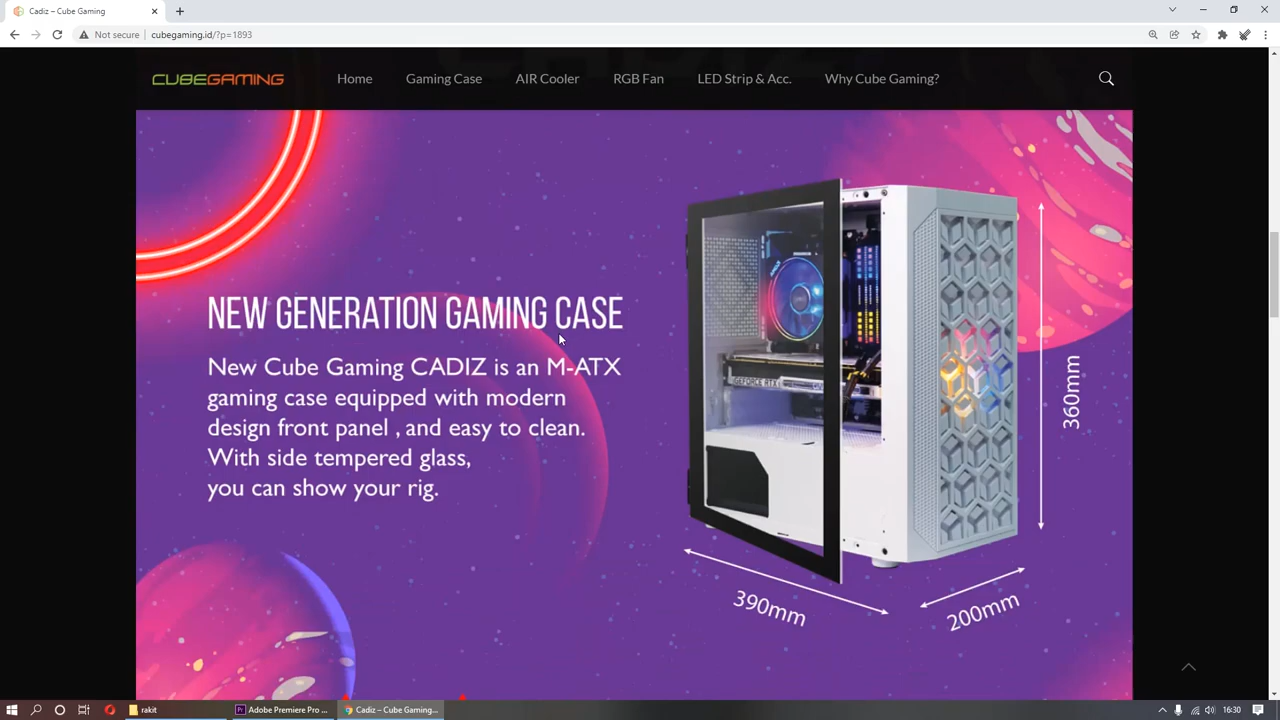 Cadiz – Cube Gaming
Not secure
cubegaming.id/?p=1893
CUBEGAMING
Home
Gaming Case
AIR Cooler
RGB Fan
LED Strip & Acc.
Why Cube Gaming?
NEW GENERATION GAMING CASE
New Cube Gaming CADIZ is an M-ATX
gaming case equipped with modern
design front panel , and easy to clean.
With side tempered glass,
you can show your rig.
GEFORCE RTX
360mm
390mm
200mm
rakit
Adobe Premiere Pro ...
Cadiz – Cube Gaming...
16:30